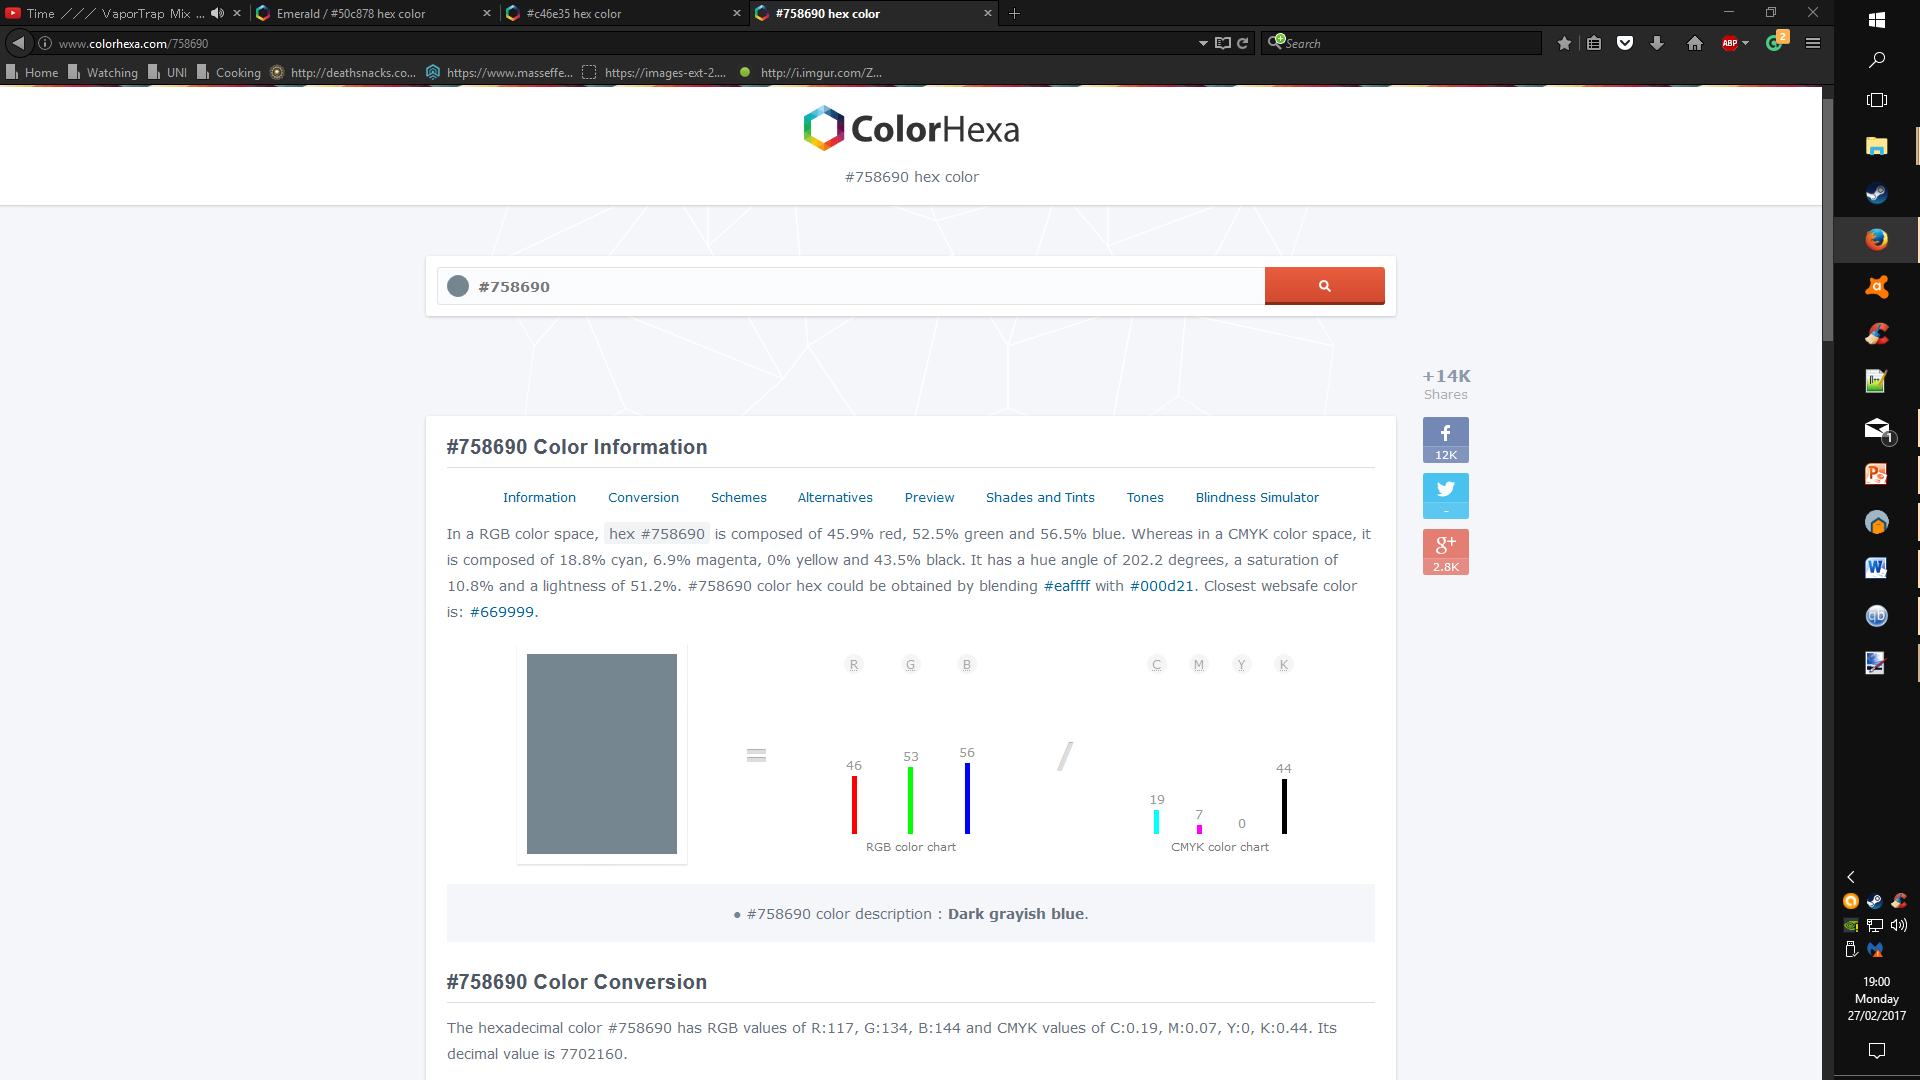 Time ／／／ VaporTrap Mix ...
Emerald / #50c878 hex color
#c46e35 hex color
#758690 hex color
www.colorhexa.com/758690
Search
ABP
2
Home
Watching
UNI
Cooking
http://deathsnacks.co...
https://www.masseffe...
https://images-ext-2....
http://i.imgur.com/Z...
ColorHexa
#758690 hex color
#758690
+14K
Shares
12K
-
g+
2.8K
#758690 Color Information
Information Conversion Schemes Alternatives Preview Shades and Tints Tones Blindness Simulator
In a RGB color space, hex #758690 is composed of 45.9% red, 52.5% green and 56.5% blue. Whereas in a CMYK color space, it
is composed of 18.8% cyan, 6.9% magenta, 0% yellow and 43.5% black. It has a hue angle of 202.2 degrees, a saturation of
10.8% and a lightness of 51.2%. #758690 color hex could be obtained by blending #eaffff with #000d21. Closest websafe color
is: #669999.
R G B
C M Y K
=
/
46 53 56
19 7 0 44
RGB color chart
CMYK color chart
● #758690 color description : Dark grayish blue.
#758690 Color Conversion
The hexadecimal color #758690 has RGB values of R:117, G:134, B:144 and CMYK values of C:0.19, M:0.07, Y:0, K:0.44. Its
decimal value is 7702160.
1
19:00
Monday
27/02/2017